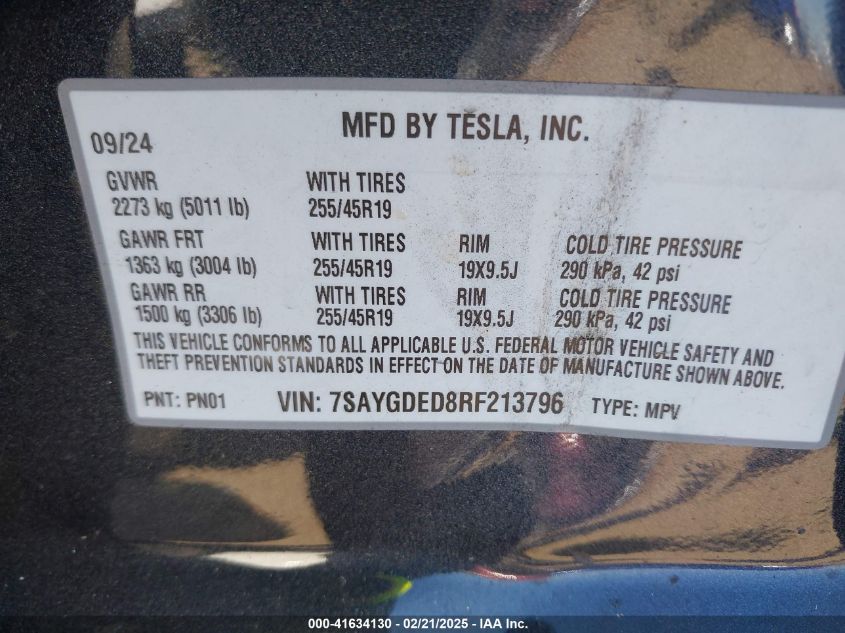 MFD BY TESLA, INC.
09/24
GVWR WITH TIRES
2273 kg (5011 lb) 255/45R19
GAWR FRT WITH TIRES RIM COLD TIRE PRESSURE
1363 kg (3004 lb) 255/45R19 19X9.5J 290 kPa, 42 psi
GAWR RR WITH TIRES RIM COLD TIRE PRESSURE
1500 kg (3306 lb) 255/45R19 19X9.5J 290 kPa, 42 psi
THIS VEHICLE CONFORMS TO ALL APPLICABLE U.S. FEDERAL MOTOR VEHICLE SAFETY AND
THEFT PREVENTION STANDARDS IN EFFECT ON THE DATE OF MANUFACTURE SHOWN ABOVE.
PNT: PN01 VIN: 7SAYGDED8RF213796 TYPE: MPV
000-41634130 - 02/21/2025 - IAA Inc.